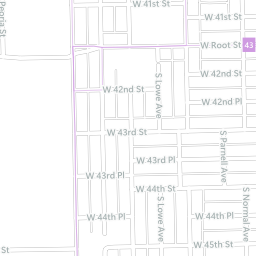 W 41st St
W 41st St
Peoria St
W Root St
43
W 42nd St
S Lowe Ave
W 42nd St
W 42nd Pl
W 43rd St
S Parnell Ave
W 43rd Pl
W 43rd Pl
W 44th St
S Normal Ave
S Lowe Ave
W 44th Pl
W 44th Pl
W 45th St
St